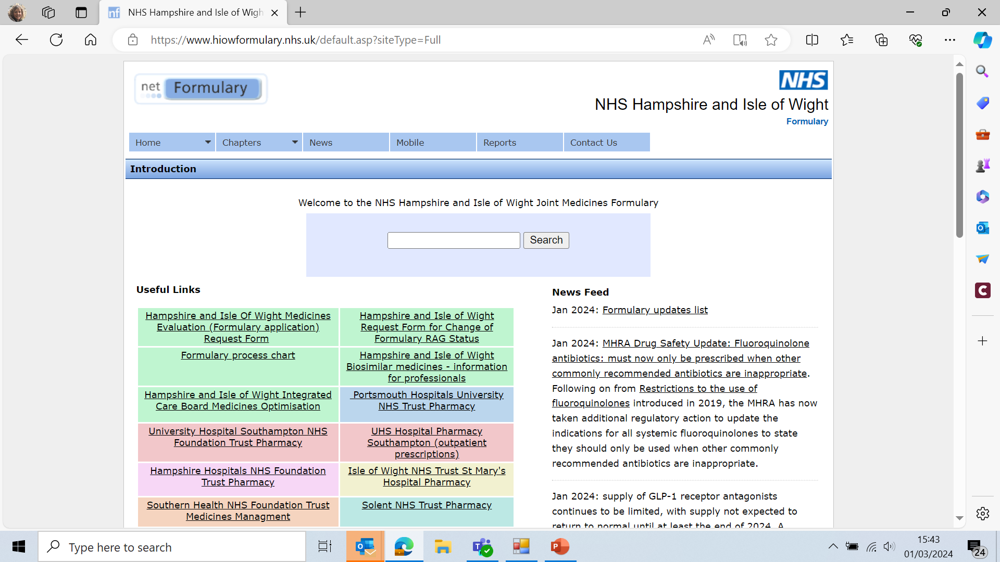 NHS Hampshire and Isle of Wigh
https://www.hiowformulary.nhs.uk/default.asp?siteType=Full
net Formulary
NHS
NHS Hampshire and Isle of Wight
Formulary
Home
Chapters
News
Mobile
Reports
Contact Us
Introduction
Welcome to the NHS Hampshire and Isle of Wight Joint Medicines Formulary
Search
Useful Links
Hampshire and Isle Of Wight Medicines
Evaluation (Formulary application)
Request Form
Hampshire and Isle of Wight
Request Form for Change of
Formulary RAG Status
Formulary process chart
Hampshire and Isle of Wight
Biosimilar medicines - information
for professionals
Hampshire and Isle of Wight Integrated
Care Board Medicines Optimisation
Portsmouth Hospitals University
NHS Trust Pharmacy
University Hospital Southampton NHS
Foundation Trust Pharmacy
UHS Hospital Pharmacy
Southampton (outpatient
prescriptions)
Hampshire Hospitals NHS Foundation
Trust Pharmacy
Isle of Wight NHS Trust St Mary's
Hospital Pharmacy
Southern Health NHS Foundation Trust
Medicines Managment
Solent NHS Trust Pharmacy
News Feed
Jan 2024: Formulary updates list
Jan 2024: MHRA Drug Safety Update: Fluoroquinolone
antibiotics: must now only be prescribed when other
commonly recommended antibiotics are inappropriate.
Following on from Restrictions to the use of
fluoroquinolones introduced in 2019, the MHRA has now
taken additional regulatory action to update the
indications for all systemic fluoroquinolones to state
they should only be used when other commonly
recommended antibiotics are inappropriate.
Jan 2024: supply of GLP-1 receptor antagonists
continues to be limited, with supply not expected to
return to normal until at least the end of 2024. A
Type here to search
15:43
01/03/2024
24